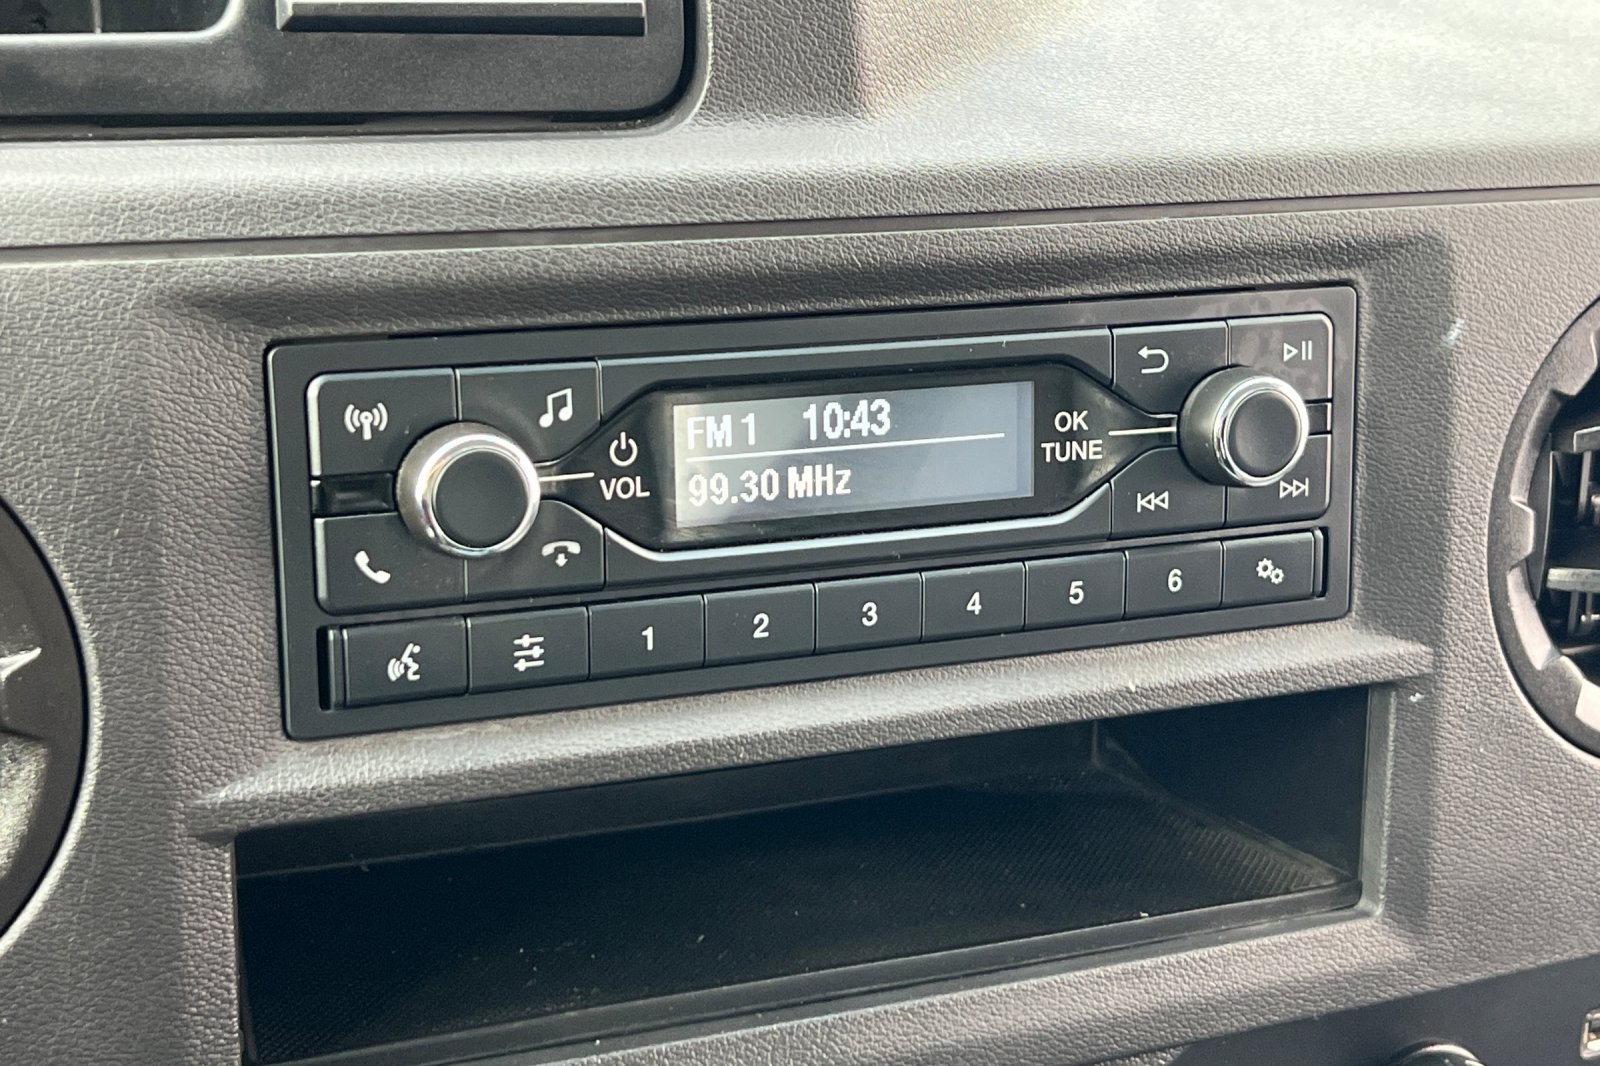 FM 1 10:43
99.30 MHz
VOL
OK
TUNE
1 2 3 4 5 6